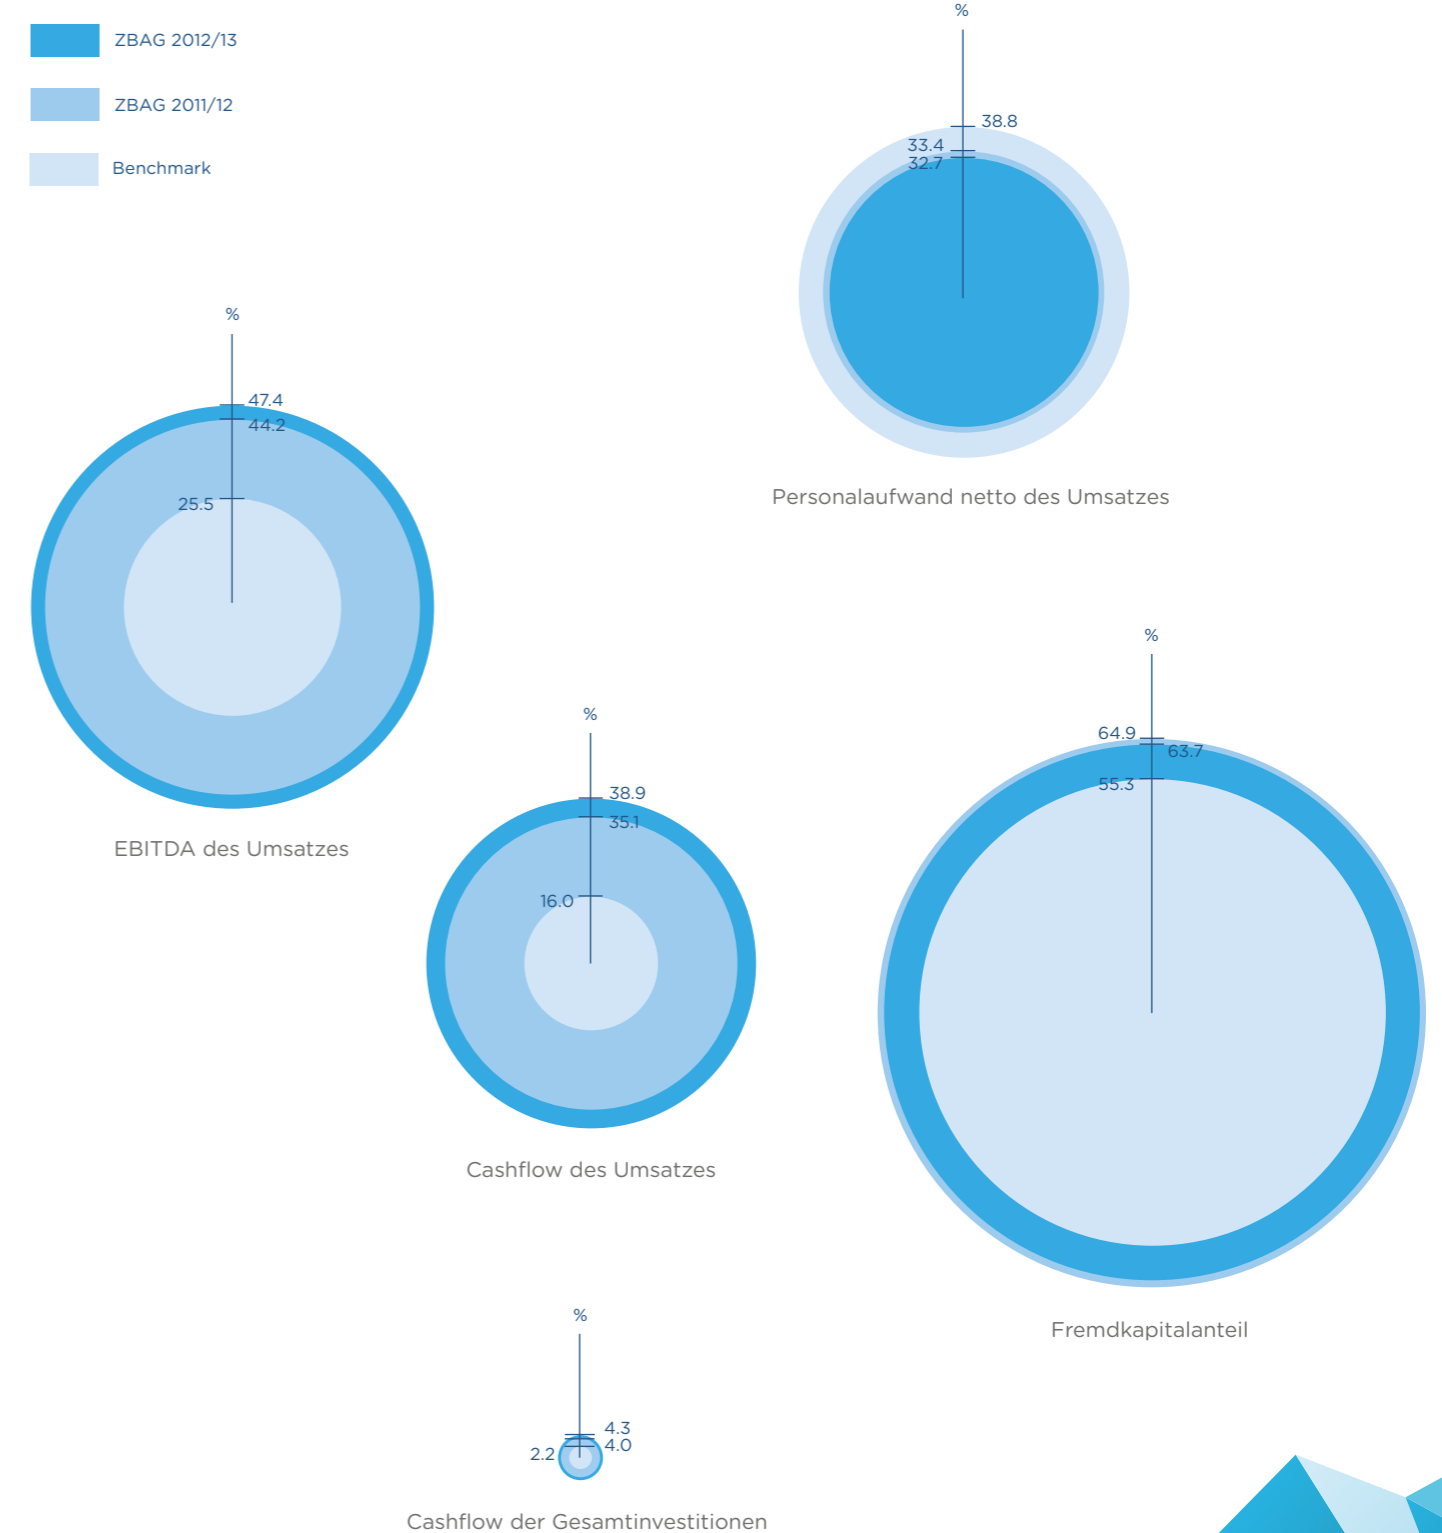 ZBAG 2012/13
ZBAG 2011/12
Benchmark
%
38.8
33.4
32.7
Personalaufwand netto des Umsatzes
%
47.4
44.2
25.5
EBITDA des Umsatzes
%
38.9
35.1
16.0
Cashflow des Umsatzes
%
64.9
63.7
55.3
Fremdkapitalanteil
%
4.3
4.0
2.2
Cashflow der Gesamtinvestitionen